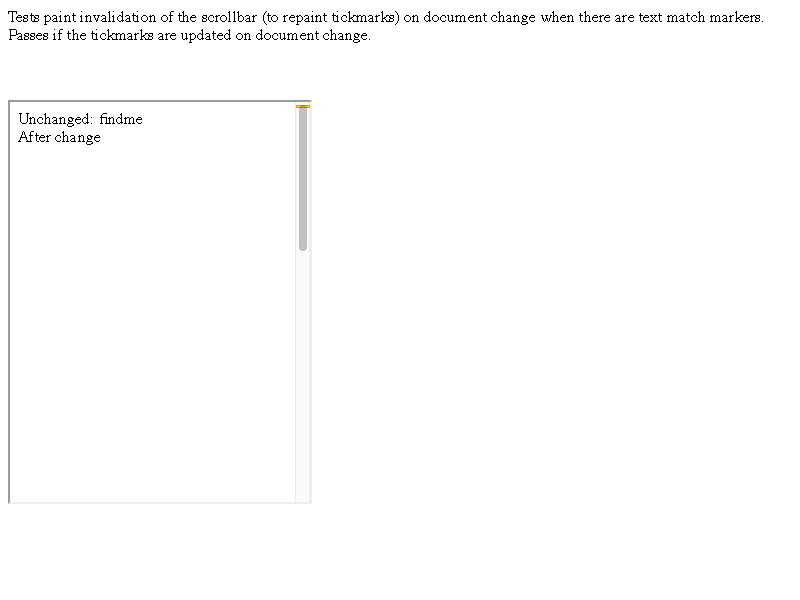 Tests paint invalidation of the scrollbar (to repaint tickmarks) on document change when there are text match markers.
Passes if the tickmarks are updated on document change.
Unchanged: findme
After change